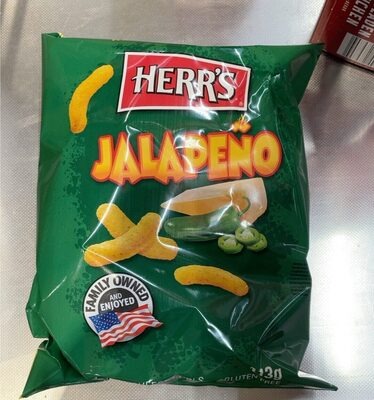 HERR'S
JALAPEÑO
FAMILY OWNED
AND
ENJOYED
GLUTEN FREE